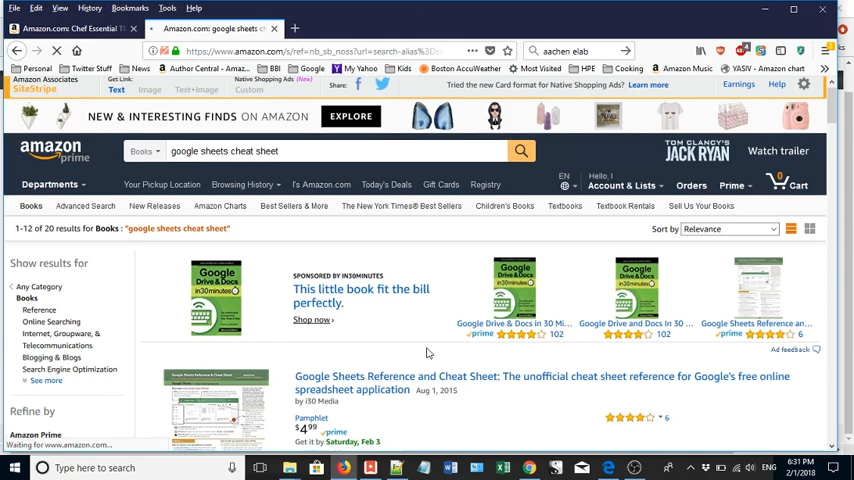 File Edit View History Bookmarks Tools Help
Amazon.com: Chef Essential T
Amazon.com: google sheets c
https://www.amazon.com/s/ref=nb_sb_noss?url=search-alias%3
aachen elab
Personal Twitter Stuff News Author Central - Amaz... BBI Google My Yahoo Kids Boston AccuWeather Most Visited HPE Cooking Amazon Music YASIV - Amazon chart
Amazon Associates
SiteStripe
Get Link:
Text Image Text+Image
Native Shopping Ads
Custom
Share:
Tried the new Card format for Native Shopping Ads? Learn more
Earnings Help
NEW & INTERESTING FINDS ON AMAZON EXPLORE
amazon prime
Books google sheets cheat sheet
TOM CLANCY'S
JACK RYAN
Watch trailer
Departments Your Pickup Location Browsing History I's Amazon.com Today's Deals Gift Cards Registry
EN
Hello, I
Account & Lists Orders Prime
0
Cart
Books Advanced Search New Releases Amazon Charts Best Sellers & More The New York Times® Best Sellers Children's Books Textbooks Textbook Rentals Sell Us Your Books
1-12 of 20 results for Books : "google sheets cheat sheet"
Sort by Relevance
Show results for
Any Category
Books
Reference
Online Searching
Internet, Groupware, &
Telecommunications
Blogging & Blogs
Search Engine Optimization
See more
Refine by
Amazon Prime
Google
Drive & Docs
in30minutes
SPONSORED BY IN30MINUTES
This little book fit the bill
perfectly.
Shop now ›
Google Drive & Docs in 30 Mi...
prime 102
Google Drive and Docs In 30 ...
102
Google Sheets Reference an...
prime 6
Ad feedback
Google Sheets Reference and Cheat Sheet: The unofficial cheat sheet reference for Google's free online
spreadsheet application Aug 1, 2015
by i30 Media
Pamphlet
$4.99 prime
Get it by Saturday, Feb 3
6
Waiting for www.amazon.com...
Type here to search
ENG
6:31 PM
2/1/2018